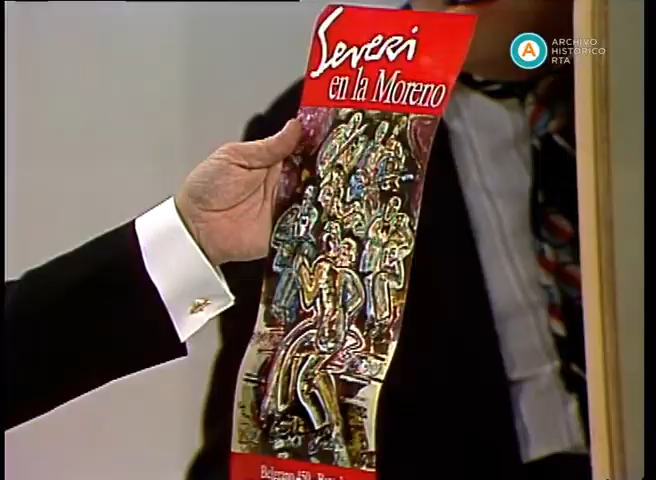 Severi
en la Moreno
A
ARCHIVO
HISTÓRICO
RTA
Belgrano 450